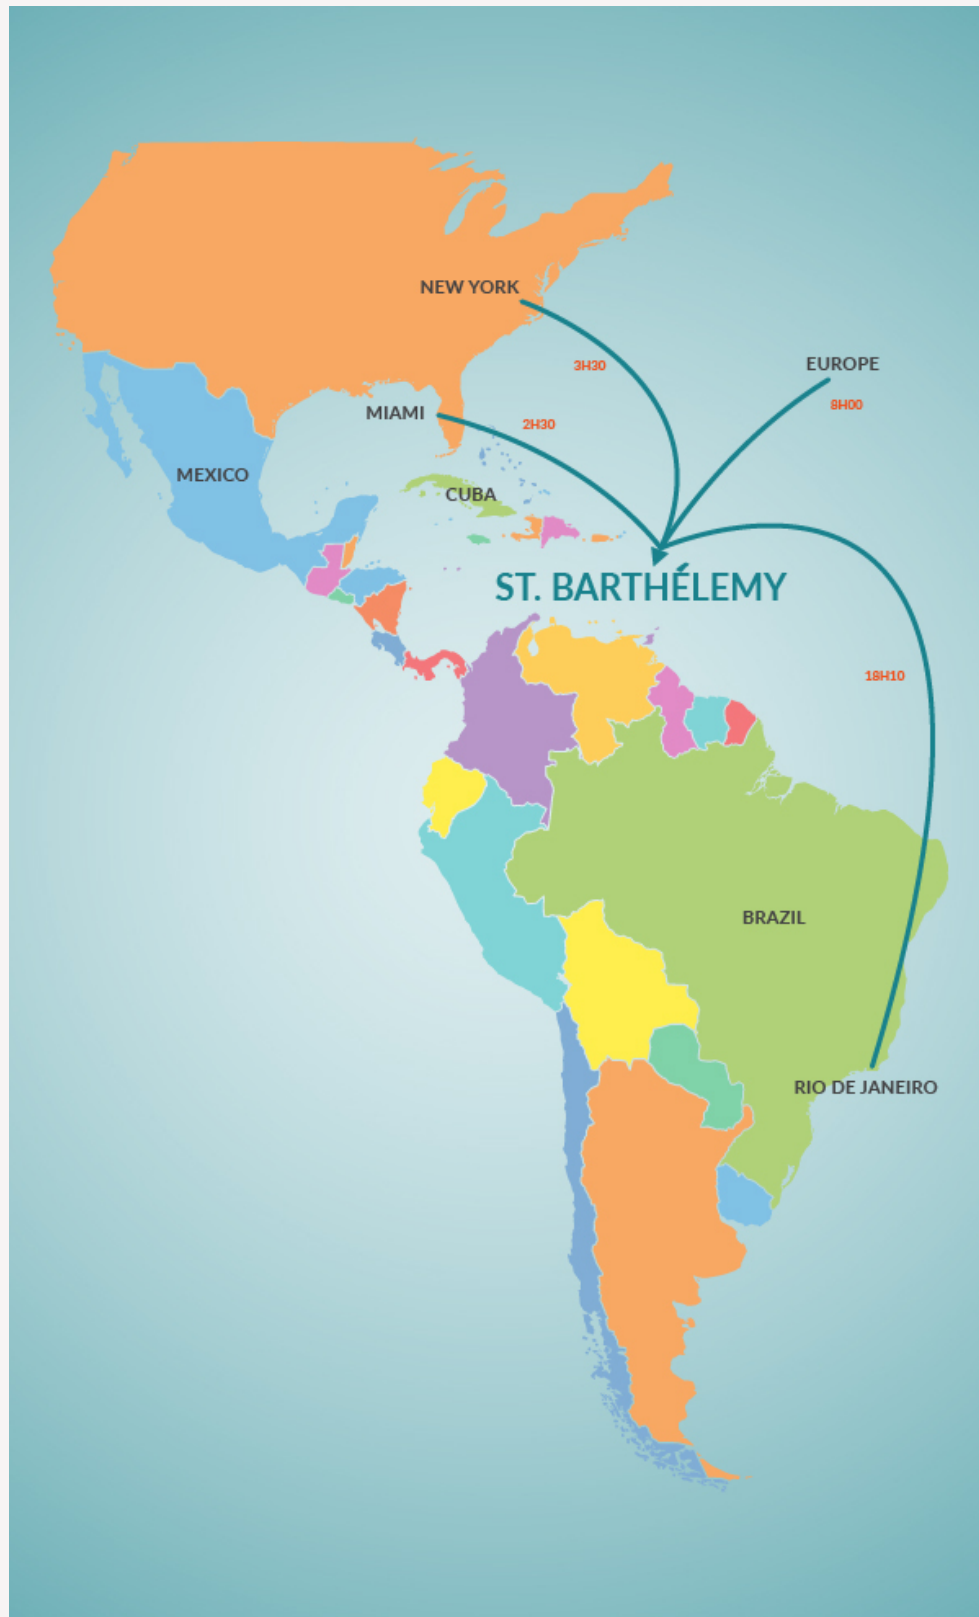 NEW YORK
3H30
EUROPE
8H00
MIAMI
2H30
MEXICO
CUBA
ST. BARTHÉLEMY
18H10
BRAZIL
RIO DE JANEIRO